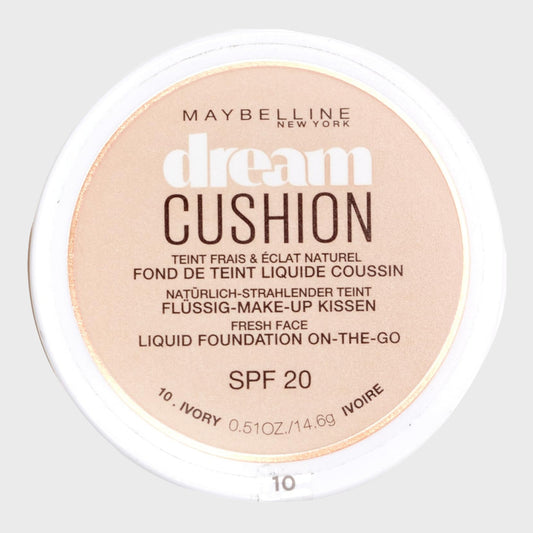 MAYBELLINE
NEW YORK
dream
CUSHION
TEINT FRAIS & ÉCLAT NATUREL
FOND DE TEINT LIQUIDE COUSSIN
NATÜRLICH-STRAHLENDER TEINT
FLÜSSIG-MAKE-UP KISSEN
FRESH FACE
LIQUID FOUNDATION ON-THE-GO
SPF 20
10 . IVORY 0.51OZ./14.6g IVOIRE
10